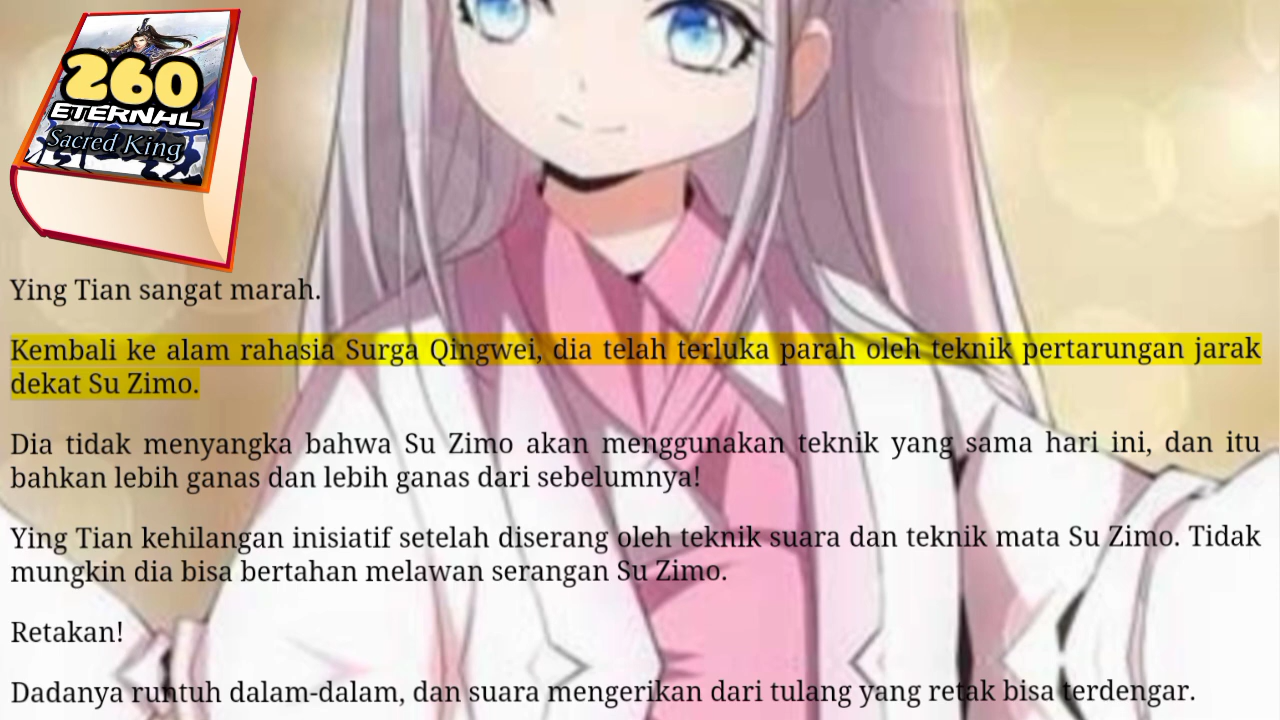 260
ETERNAL
Sacred King
Ying Tian sangat marah.
Kembali ke alam rahasia Surga Qingwei, dia telah terluka parah oleh teknik pertarungan jarak
dekat Su Zimo.
Dia tidak menyangka bahwa Su Zimo akan menggunakan teknik yang sama hari ini, dan itu
bahkan lebih ganas dan lebih ganas dari sebelumnya!
Ying Tian kehilangan inisiatif setelah diserang oleh teknik suara dan teknik mata Su Zimo. Tidak
mungkin dia bisa bertahan melawan serangan Su Zimo.
Retakan!
Dadanya runtuh dalam-dalam, dan suara mengerikan dari tulang yang retak bisa terdengar.